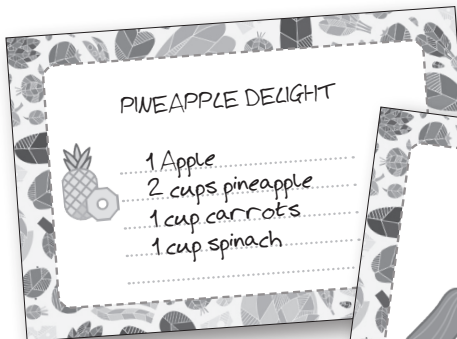 PINEAPPLE DELIGHT
1 Apple
2 cups pineapple
1 cup carrots
1 cup spinach